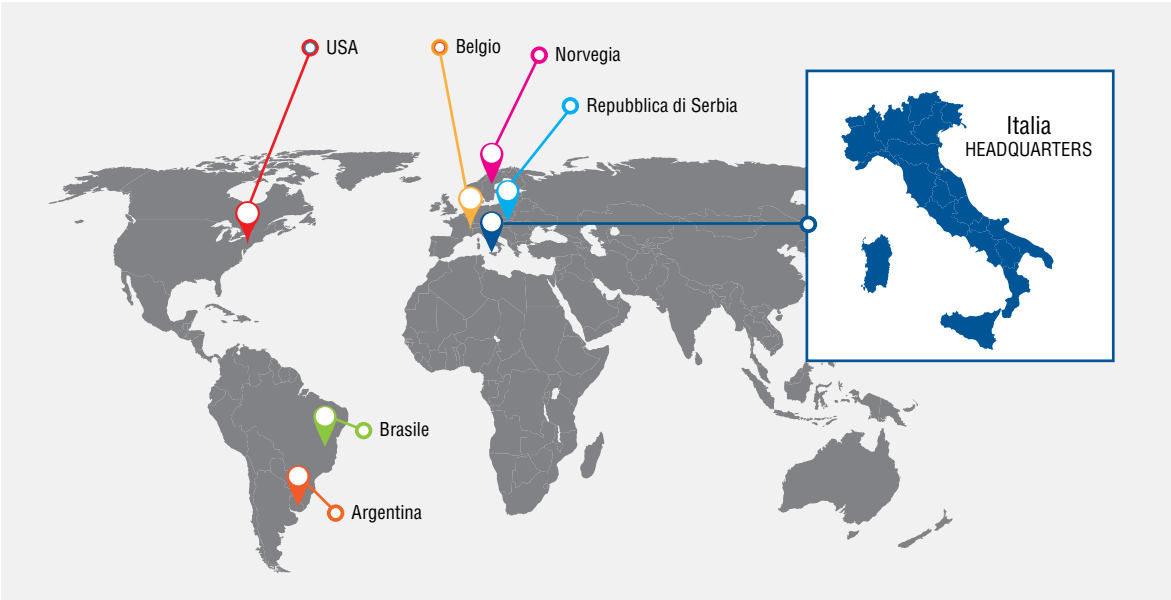 USA
Belgio
Norvegia
Repubblica di Serbia
Italia
HEADQUARTERS
Brasile
Argentina